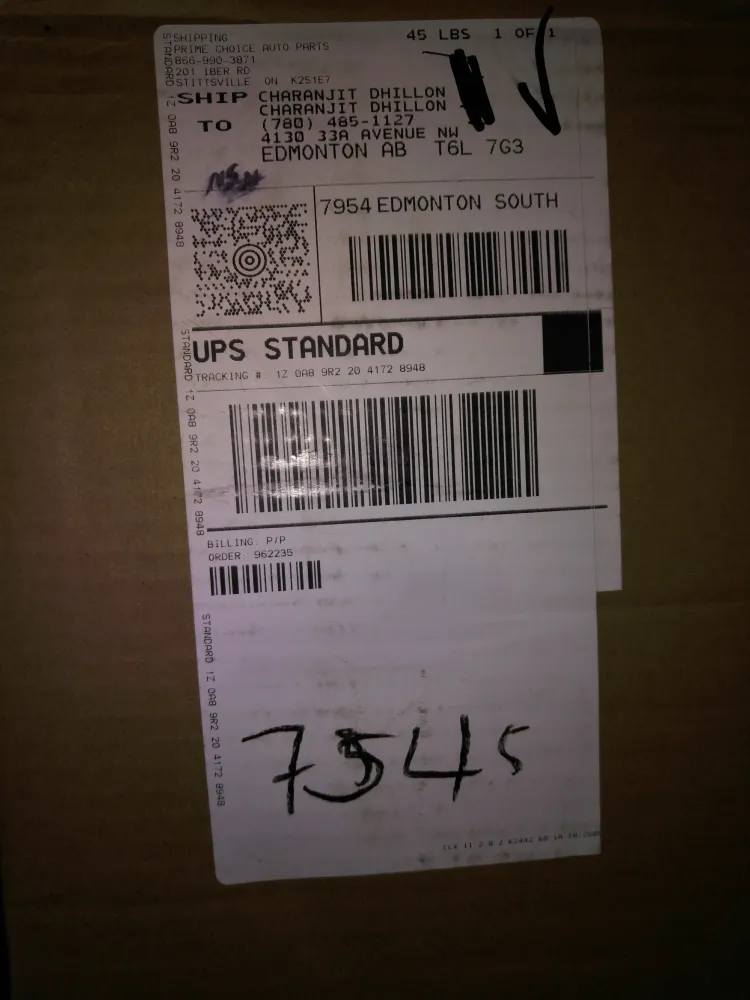 SHIPPING
PRIME CHOICE AUTO PARTS
866-990-3871
201 IBER RD
STITTSVILLE ON K2S1E7
45 LBS 1 OF 1
SHIP TO
CHARANJIT DHILLON
CHARANJIT DHILLON
(780) 485-1127
4130 33A AVENUE NW
EDMONTON AB T6L 7G3
7954 EDMONTON SOUTH
UPS STANDARD
TRACKING # 1Z 0A8 9R2 20 4172 8948
BILLING: P/P
ORDER 962235
7545
STANDARD 1Z 0A8 9R2 20 4172 8948
STANDARD 1Z 0A8 9R2 20 4172 8948
STANDARD 1Z 0A8 9R2 20 4172 8948